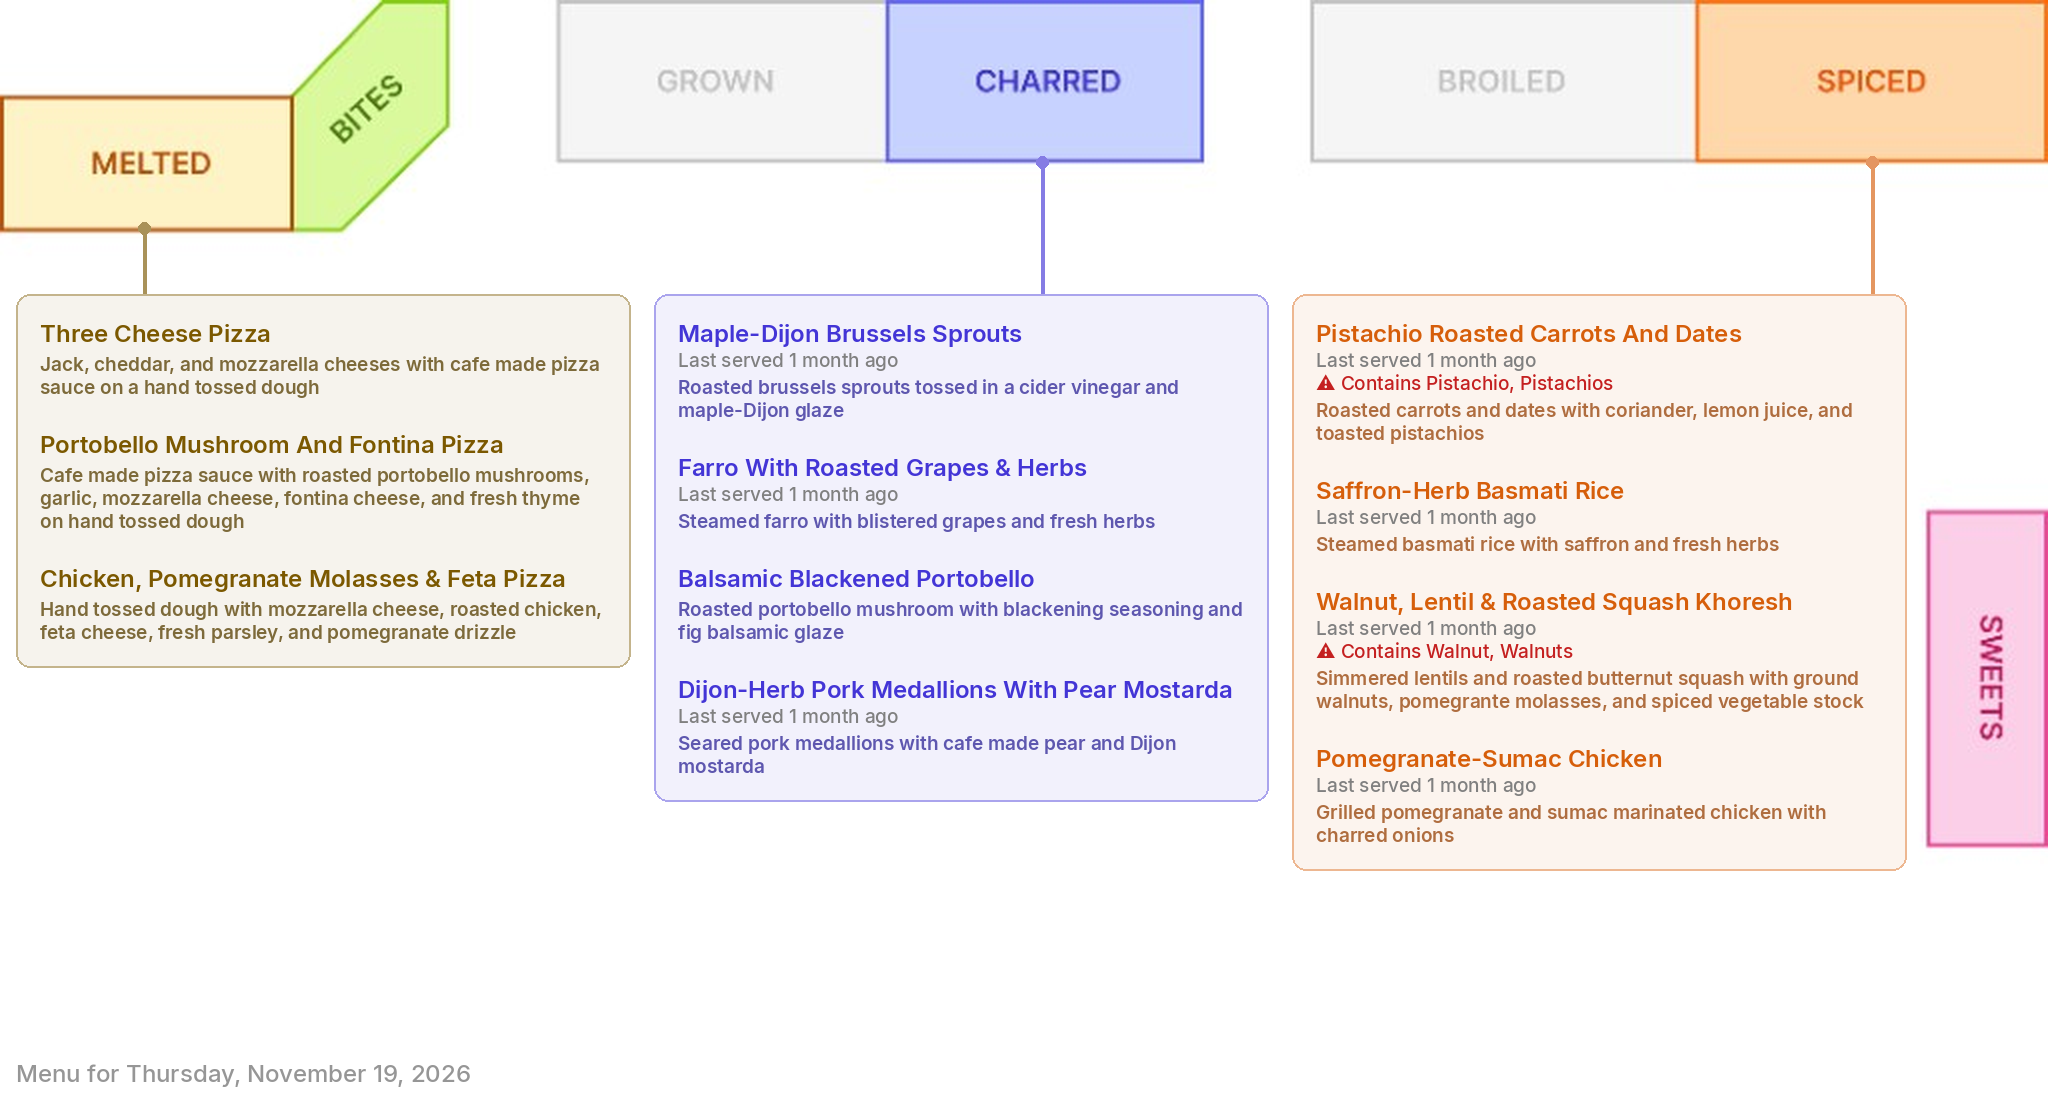 MELTED
BITES
GROWN
CHARRED
BROILED
SPICED
Three Cheese Pizza
Jack, cheddar, and mozzarella cheeses with cafe made pizza
sauce on a hand tossed dough
Portobello Mushroom And Fontina Pizza
Cafe made pizza sauce with roasted portobello mushrooms,
garlic, mozzarella cheese, fontina cheese, and fresh thyme
on hand tossed dough
Chicken, Pomegranate Molasses & Feta Pizza
Hand tossed dough with mozzarella cheese, roasted chicken,
feta cheese, fresh parsley, and pomegranate drizzle
Maple-Dijon Brussels Sprouts
Last served 1 month ago
Roasted brussels sprouts tossed in a cider vinegar and
maple-Dijon glaze
Farro With Roasted Grapes & Herbs
Last served 1 month ago
Steamed farro with blistered grapes and fresh herbs
Balsamic Blackened Portobello
Roasted portobello mushroom with blackening seasoning and
fig balsamic glaze
Dijon-Herb Pork Medallions With Pear Mostarda
Last served 1 month ago
Seared pork medallions with cafe made pear and Dijon
mostarda
Pistachio Roasted Carrots And Dates
Last served 1 month ago
⚠ Contains Pistachio, Pistachios
Roasted carrots and dates with coriander, lemon juice, and
toasted pistachios
Saffron-Herb Basmati Rice
Last served 1 month ago
Steamed basmati rice with saffron and fresh herbs
Walnut, Lentil & Roasted Squash Khoresh
Last served 1 month ago
⚠ Contains Walnut, Walnuts
Simmered lentils and roasted butternut squash with ground
walnuts, pomegrante molasses, and spiced vegetable stock
Pomegranate-Sumac Chicken
Last served 1 month ago
Grilled pomegranate and sumac marinated chicken with
charred onions
SWEETS
Menu for Thursday, November 19, 2026